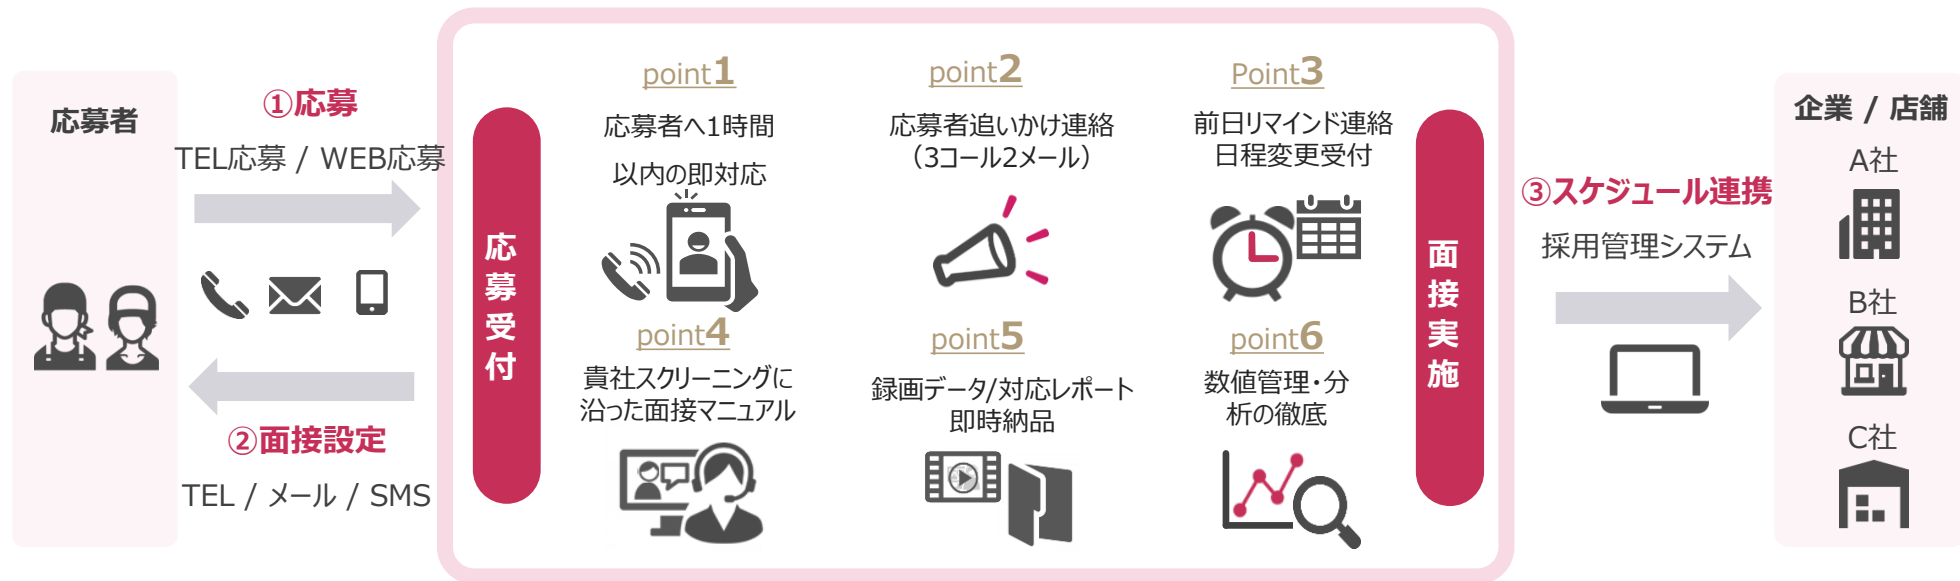 応募者
①応募
TEL応募 / WEB応募
②面接設定
TEL / メール / SMS
応募受付
point1
応募者へ1時間
以内の即対応
point2
応募者追いかけ連絡
（3コール2メール）
Point3
前日リマインド連絡
日程変更受付
point4
貴社スクリーニングに
沿った面接マニュアル
point5
録画データ/対応レポート
即時納品
point6
数値管理・分
析の徹底
面接実施
③スケジュール連携
採用管理システム
企業 / 店舗
A社
B社
C社